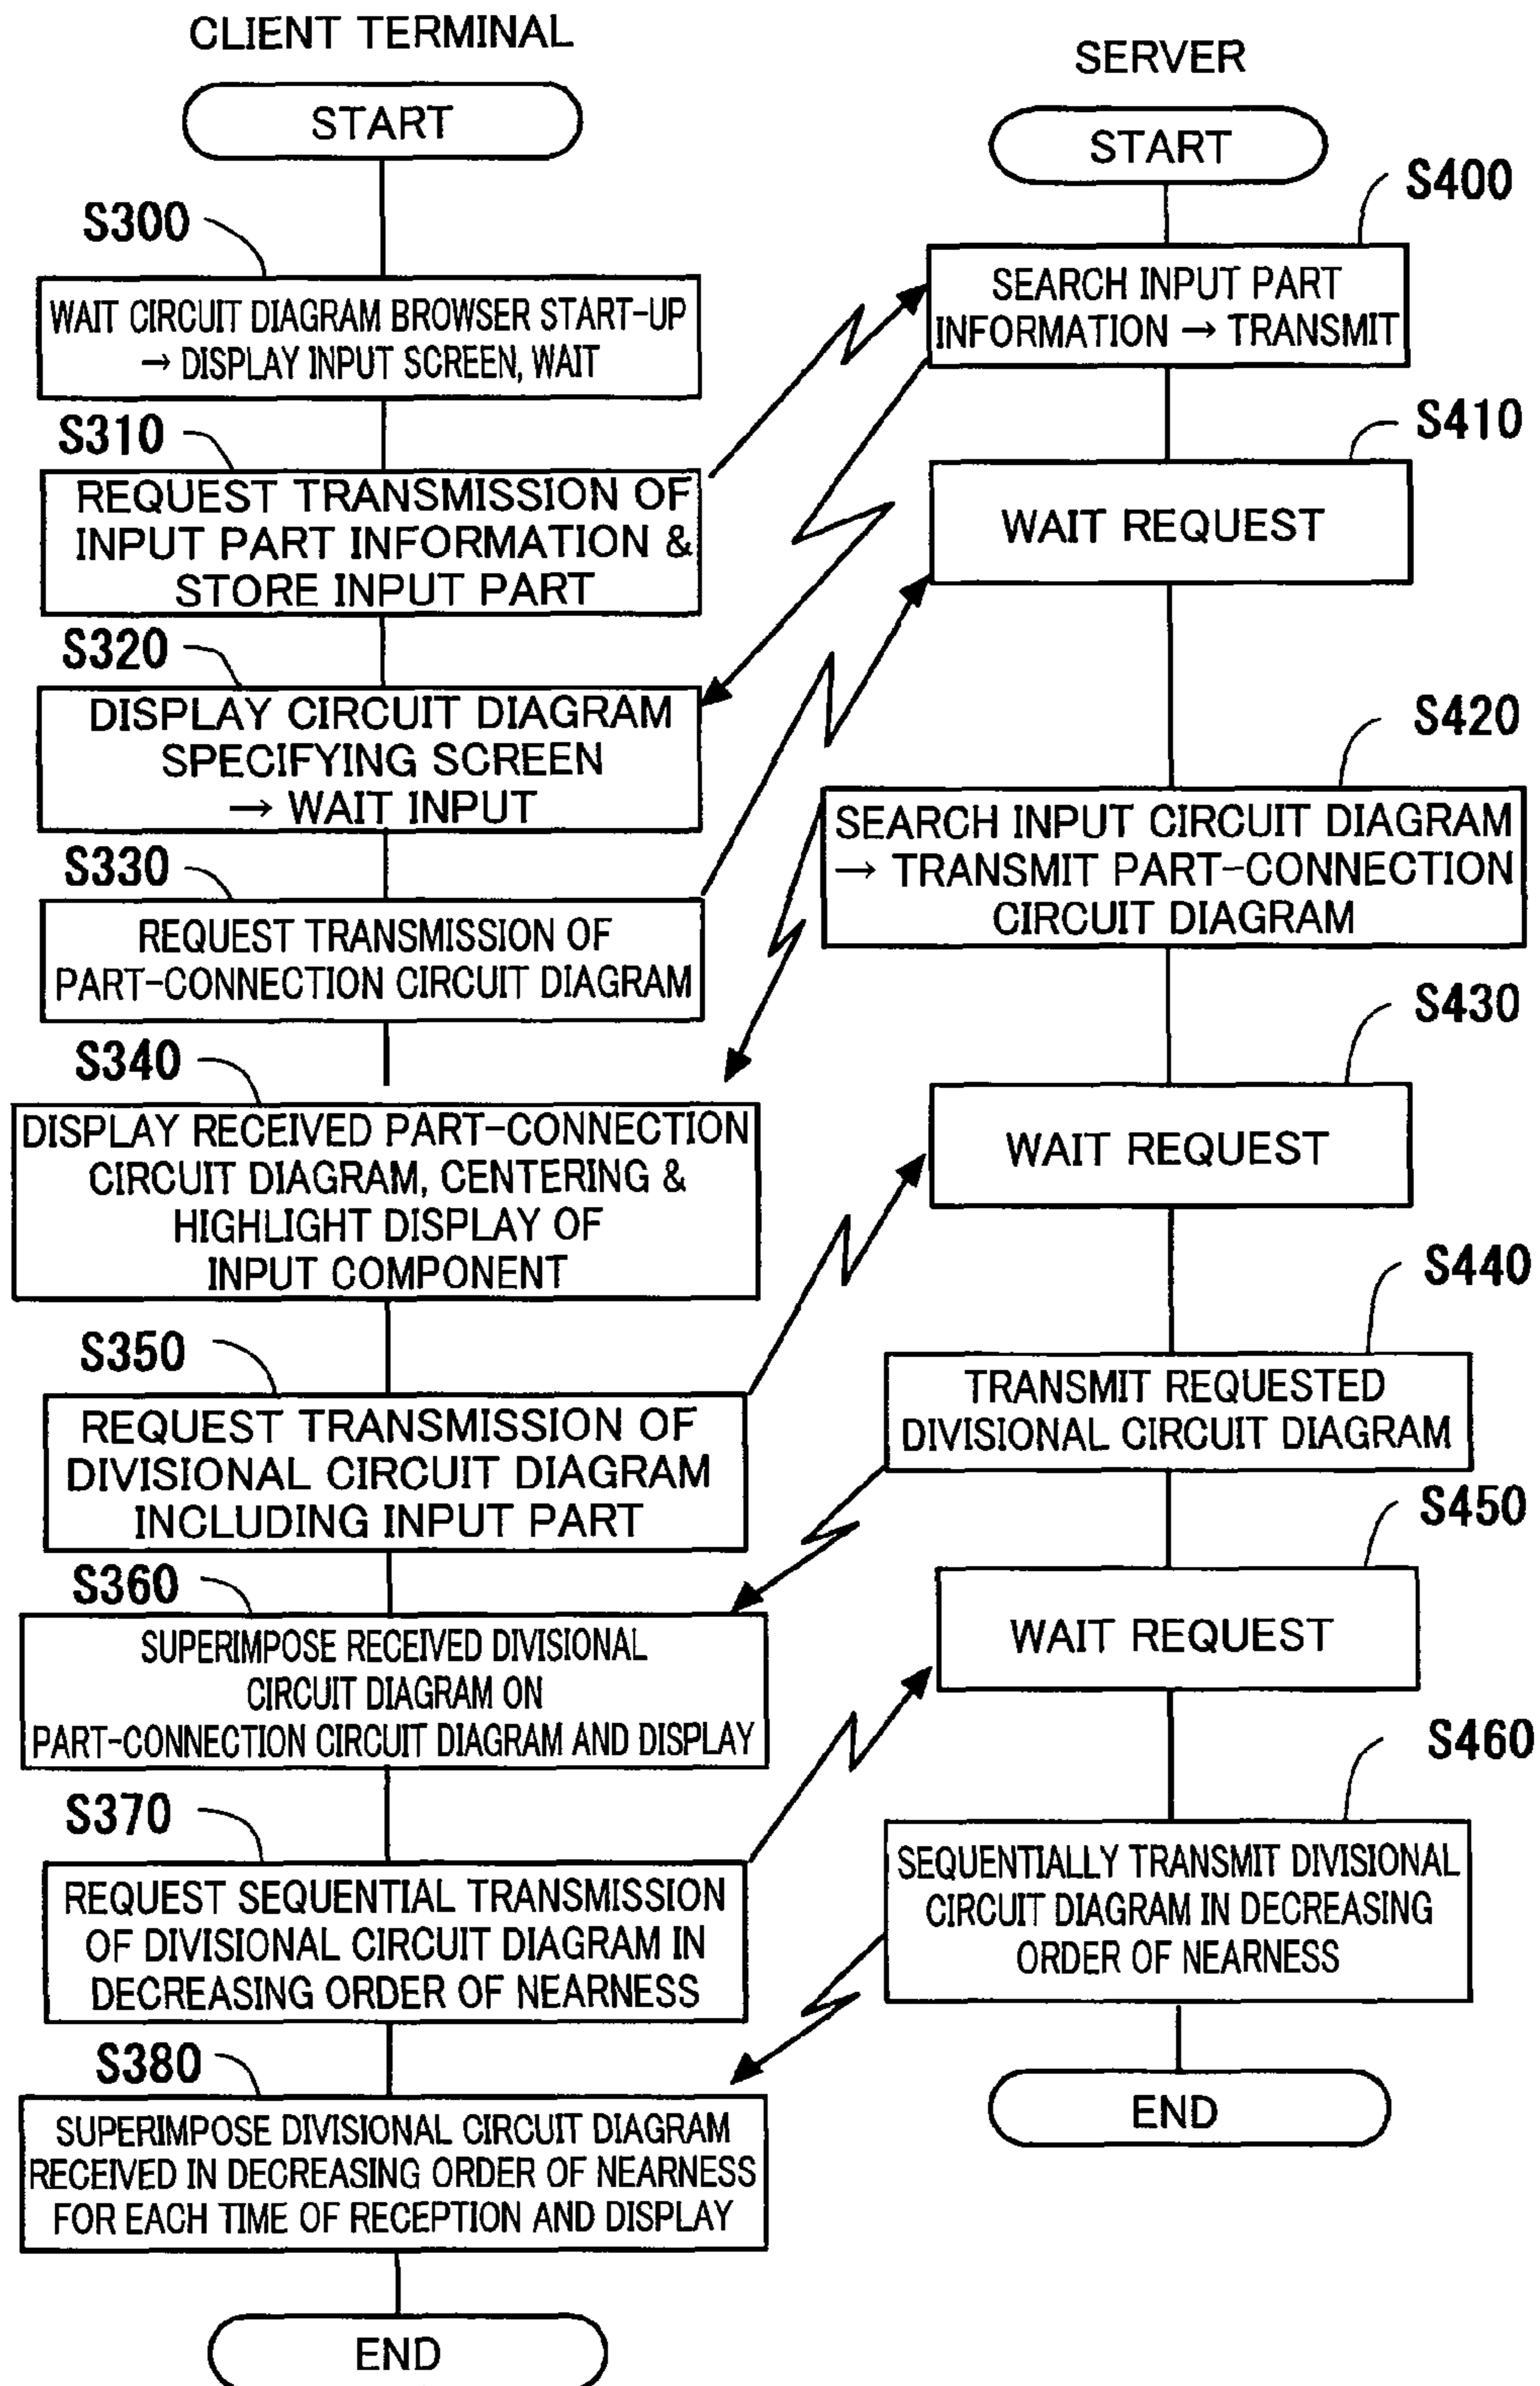 CLIENT TERMINAL
START
S300
WAIT CIRCUIT DIAGRAM BROWSER START-UP
→ DISPLAY INPUT SCREEN, WAIT
S310
REQUEST TRANSMISSION OF
INPUT PART INFORMATION &
STORE INPUT PART
S320
DISPLAY CIRCUIT DIAGRAM
SPECIFYING SCREEN
→ WAIT INPUT
S330
REQUEST TRANSMISSION OF
PART-CONNECTION CIRCUIT DIAGRAM
S340
DISPLAY RECEIVED PART-CONNECTION
CIRCUIT DIAGRAM, CENTERING &
HIGHLIGHT DISPLAY OF
INPUT COMPONENT
S350
REQUEST TRANSMISSION OF
DIVISIONAL CIRCUIT DIAGRAM
INCLUDING INPUT PART
S360
SUPERIMPOSE RECEIVED DIVISIONAL
CIRCUIT DIAGRAM ON
PART-CONNECTION CIRCUIT DIAGRAM AND DISPLAY
S370
REQUEST SEQUENTIAL TRANSMISSION
OF DIVISIONAL CIRCUIT DIAGRAM IN
DECREASING ORDER OF NEARNESS
S380
SUPERIMPOSE DIVISIONAL CIRCUIT DIAGRAM
RECEIVED IN DECREASING ORDER OF NEARNESS
FOR EACH TIME OF RECEPTION AND DISPLAY
END
SERVER
START
S400
SEARCH INPUT PART
INFORMATION → TRANSMIT
S410
WAIT REQUEST
S420
SEARCH INPUT CIRCUIT DIAGRAM
→ TRANSMIT PART-CONNECTION
CIRCUIT DIAGRAM
S430
WAIT REQUEST
S440
TRANSMIT REQUESTED
DIVISIONAL CIRCUIT DIAGRAM
S450
WAIT REQUEST
S460
SEQUENTIALLY TRANSMIT DIVISIONAL
CIRCUIT DIAGRAM IN DECREASING
ORDER OF NEARNESS
END